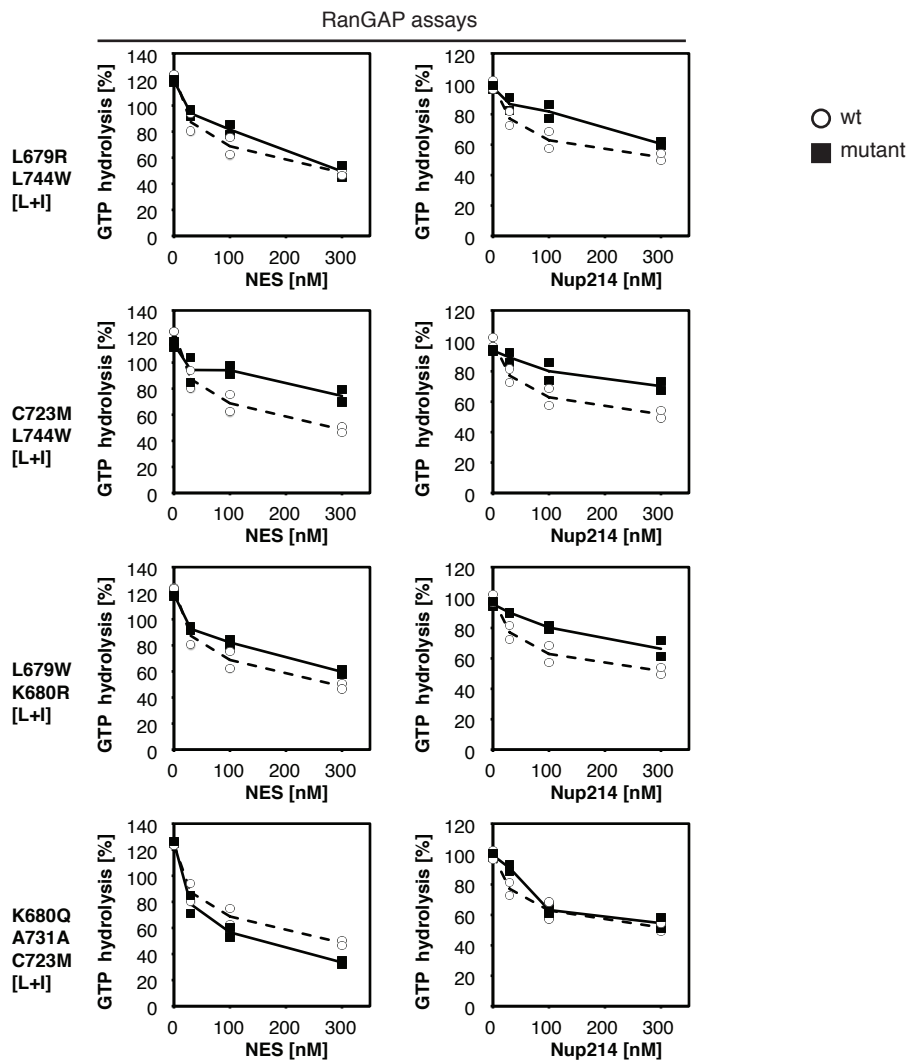 RanGAP assays
wt
mutant
L679R
L744W
[L+I]
GTP hydrolysis [%]
140
120
100
80
60
40
20
0
0 100 200 300
NES [nM]
GTP hydrolysis [%]
120
100
80
60
40
20
0
0 100 200 300
Nup214 [nM]
C723M
L744W
[L+I]
GTP hydrolysis [%]
140
120
100
80
60
40
20
0
0 100 200 300
NES [nM]
GTP hydrolysis [%]
120
100
80
60
40
20
0
0 100 200 300
Nup214 [nM]
L679W
K680R
[L+I]
GTP hydrolysis [%]
140
120
100
80
60
40
20
0
0 100 200 300
NES [nM]
GTP hydrolysis [%]
120
100
80
60
40
20
0
0 100 200 300
Nup214 [nM]
K680Q
A731A
C723M
[L+I]
GTP hydrolysis [%]
140
120
100
80
60
40
20
0
0 100 200 300
NES [nM]
GTP hydrolysis [%]
120
100
80
60
40
20
0
0 100 200 300
Nup214 [nM]